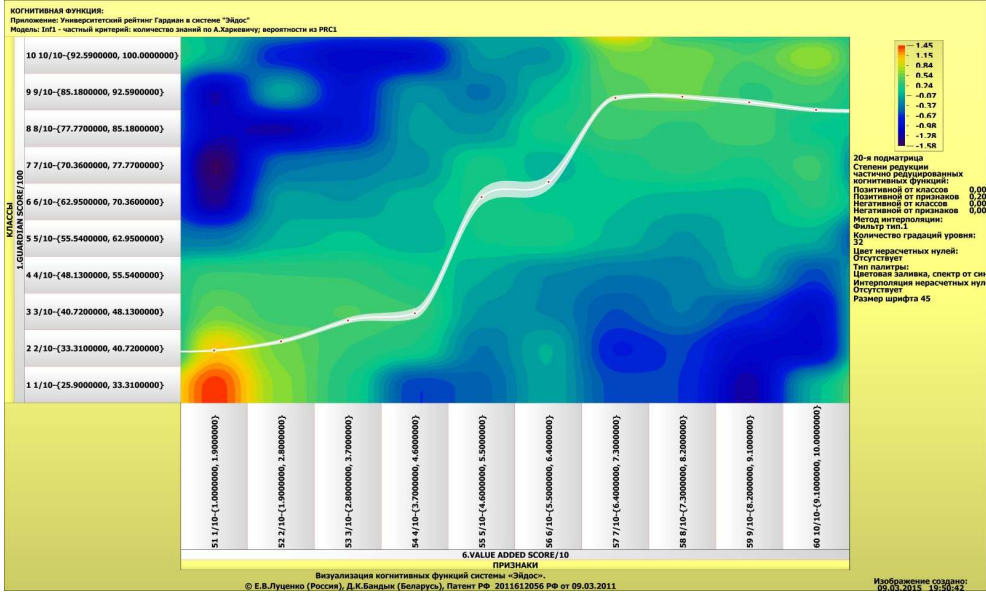 КОГНИТИВНАЯ ФУНКЦИЯ:
Приложение: Университетский рейтинг Гардиан в системе "Эйдос"
Модель: Inf1 - частный критерий: количество знаний по А.Харкевичу; вероятности из PRC1
КЛАССЫ
1.GUARDIAN SCORE/100
10 10/10-{92.5900000, 100.0000000}
9 9/10-{85.1800000, 92.5900000}
8 8/10-{77.7700000, 85.1800000}
7 7/10-{70.3600000, 77.7700000}
6 6/10-{62.9500000, 70.3600000}
5 5/10-{55.5400000, 62.9500000}
4 4/10-{48.1300000, 55.5400000}
3 3/10-{40.7200000, 48.1300000}
2 2/10-{33.3100000, 40.7200000}
1 1/10-{25.9000000, 33.3100000}
51 1/10-{1.0000000, 1.9000000}
52 2/10-{1.9000000, 2.8000000}
53 3/10-{2.8000000, 3.7000000}
54 4/10-{3.7000000, 4.6000000}
55 5/10-{4.6000000, 5.5000000}
56 6/10-{5.5000000, 6.4000000}
57 7/10-{6.4000000, 7.3000000}
58 8/10-{7.3000000, 8.2000000}
59 9/10-{8.2000000, 9.1000000}
60 10/10-{9.1000000, 10.0000000}
6.VALUE ADDED SCORE/10
ПРИЗНАКИ
1.45
1.15
0.84
0.54
0.24
-0.07
-0.37
-0.67
-0.98
-1.28
-1.58
20-я подматрица
Степени редукции
частично редуцированных
когнитивных функций:
Позитивной от классов 0,00
Позитивной от признаков 0,20
Негативной от классов 0,00
Негативной от признаков 0,00
Метод интерполяции:
Фильтр тип.1
Количество градаций уровня:
32
Цвет нерасчетных нулей:
Отсутствует
Тип палитры:
Цветовая заливка, спектр от син
Интерполяция нерасчетных нул
Отсутствует
Размер шрифта 45
Визуализация когнитивных функций системы «Эйдос».
© Е.В.Луценко (Россия), Д.К.Бандык (Беларусь), Патент РФ 2011612056 РФ от 09.03.2011
Изображение создано:
09.03.2015 19:50:42